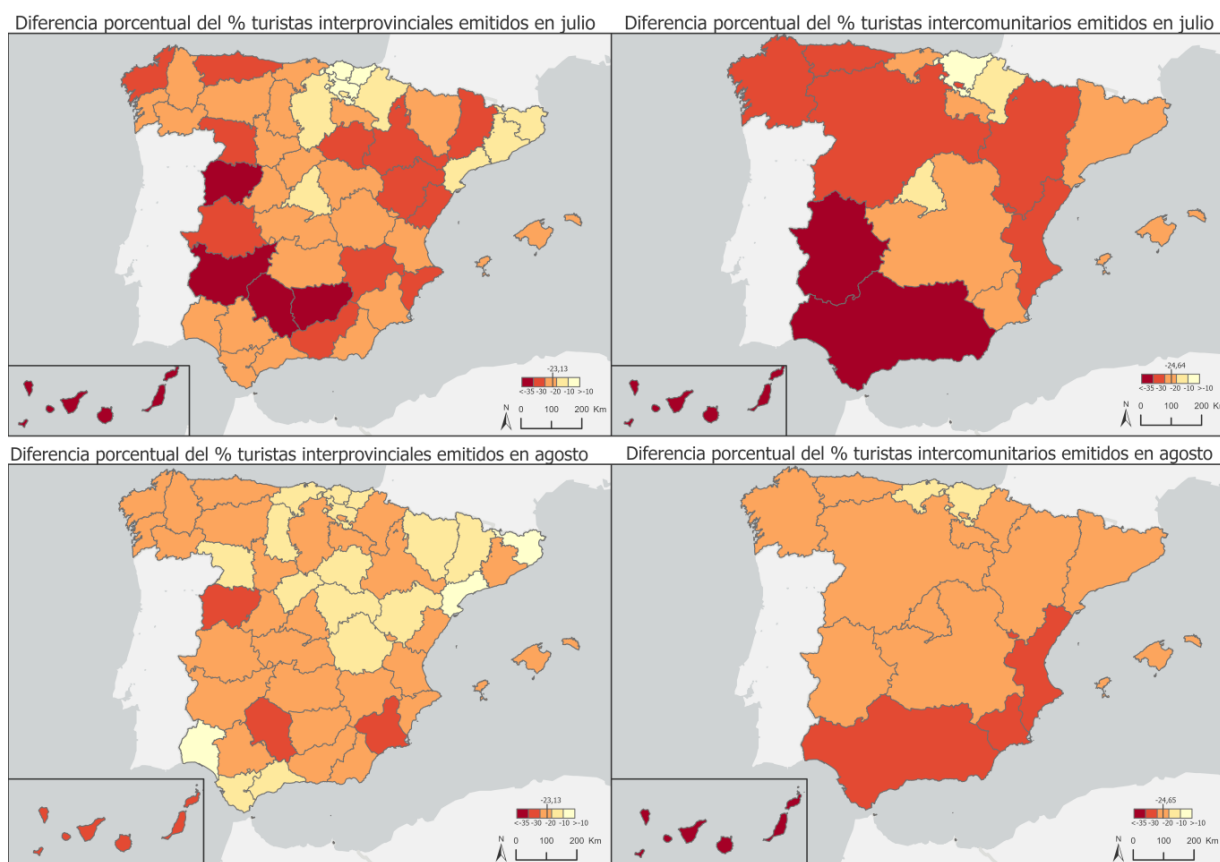 Diferencia porcentual del % turistas interprovinciales emitidos en julio
-23,13
<-35 -30 -20 -10 >-10
N
0 100 200 Km
Diferencia porcentual del % turistas intercomunitarios emitidos en julio
-24,64
<-35 -30 -20 -10 >-10
N
0 100 200 Km
Diferencia porcentual del % turistas interprovinciales emitidos en agosto
-23,13
<-35 -30 -20 -10 >-10
N
0 100 200 Km
Diferencia porcentual del % turistas intercomunitarios emitidos en agosto
-24,65
<-35 -30 -20 -10 >-10
N
0 100 200 Km